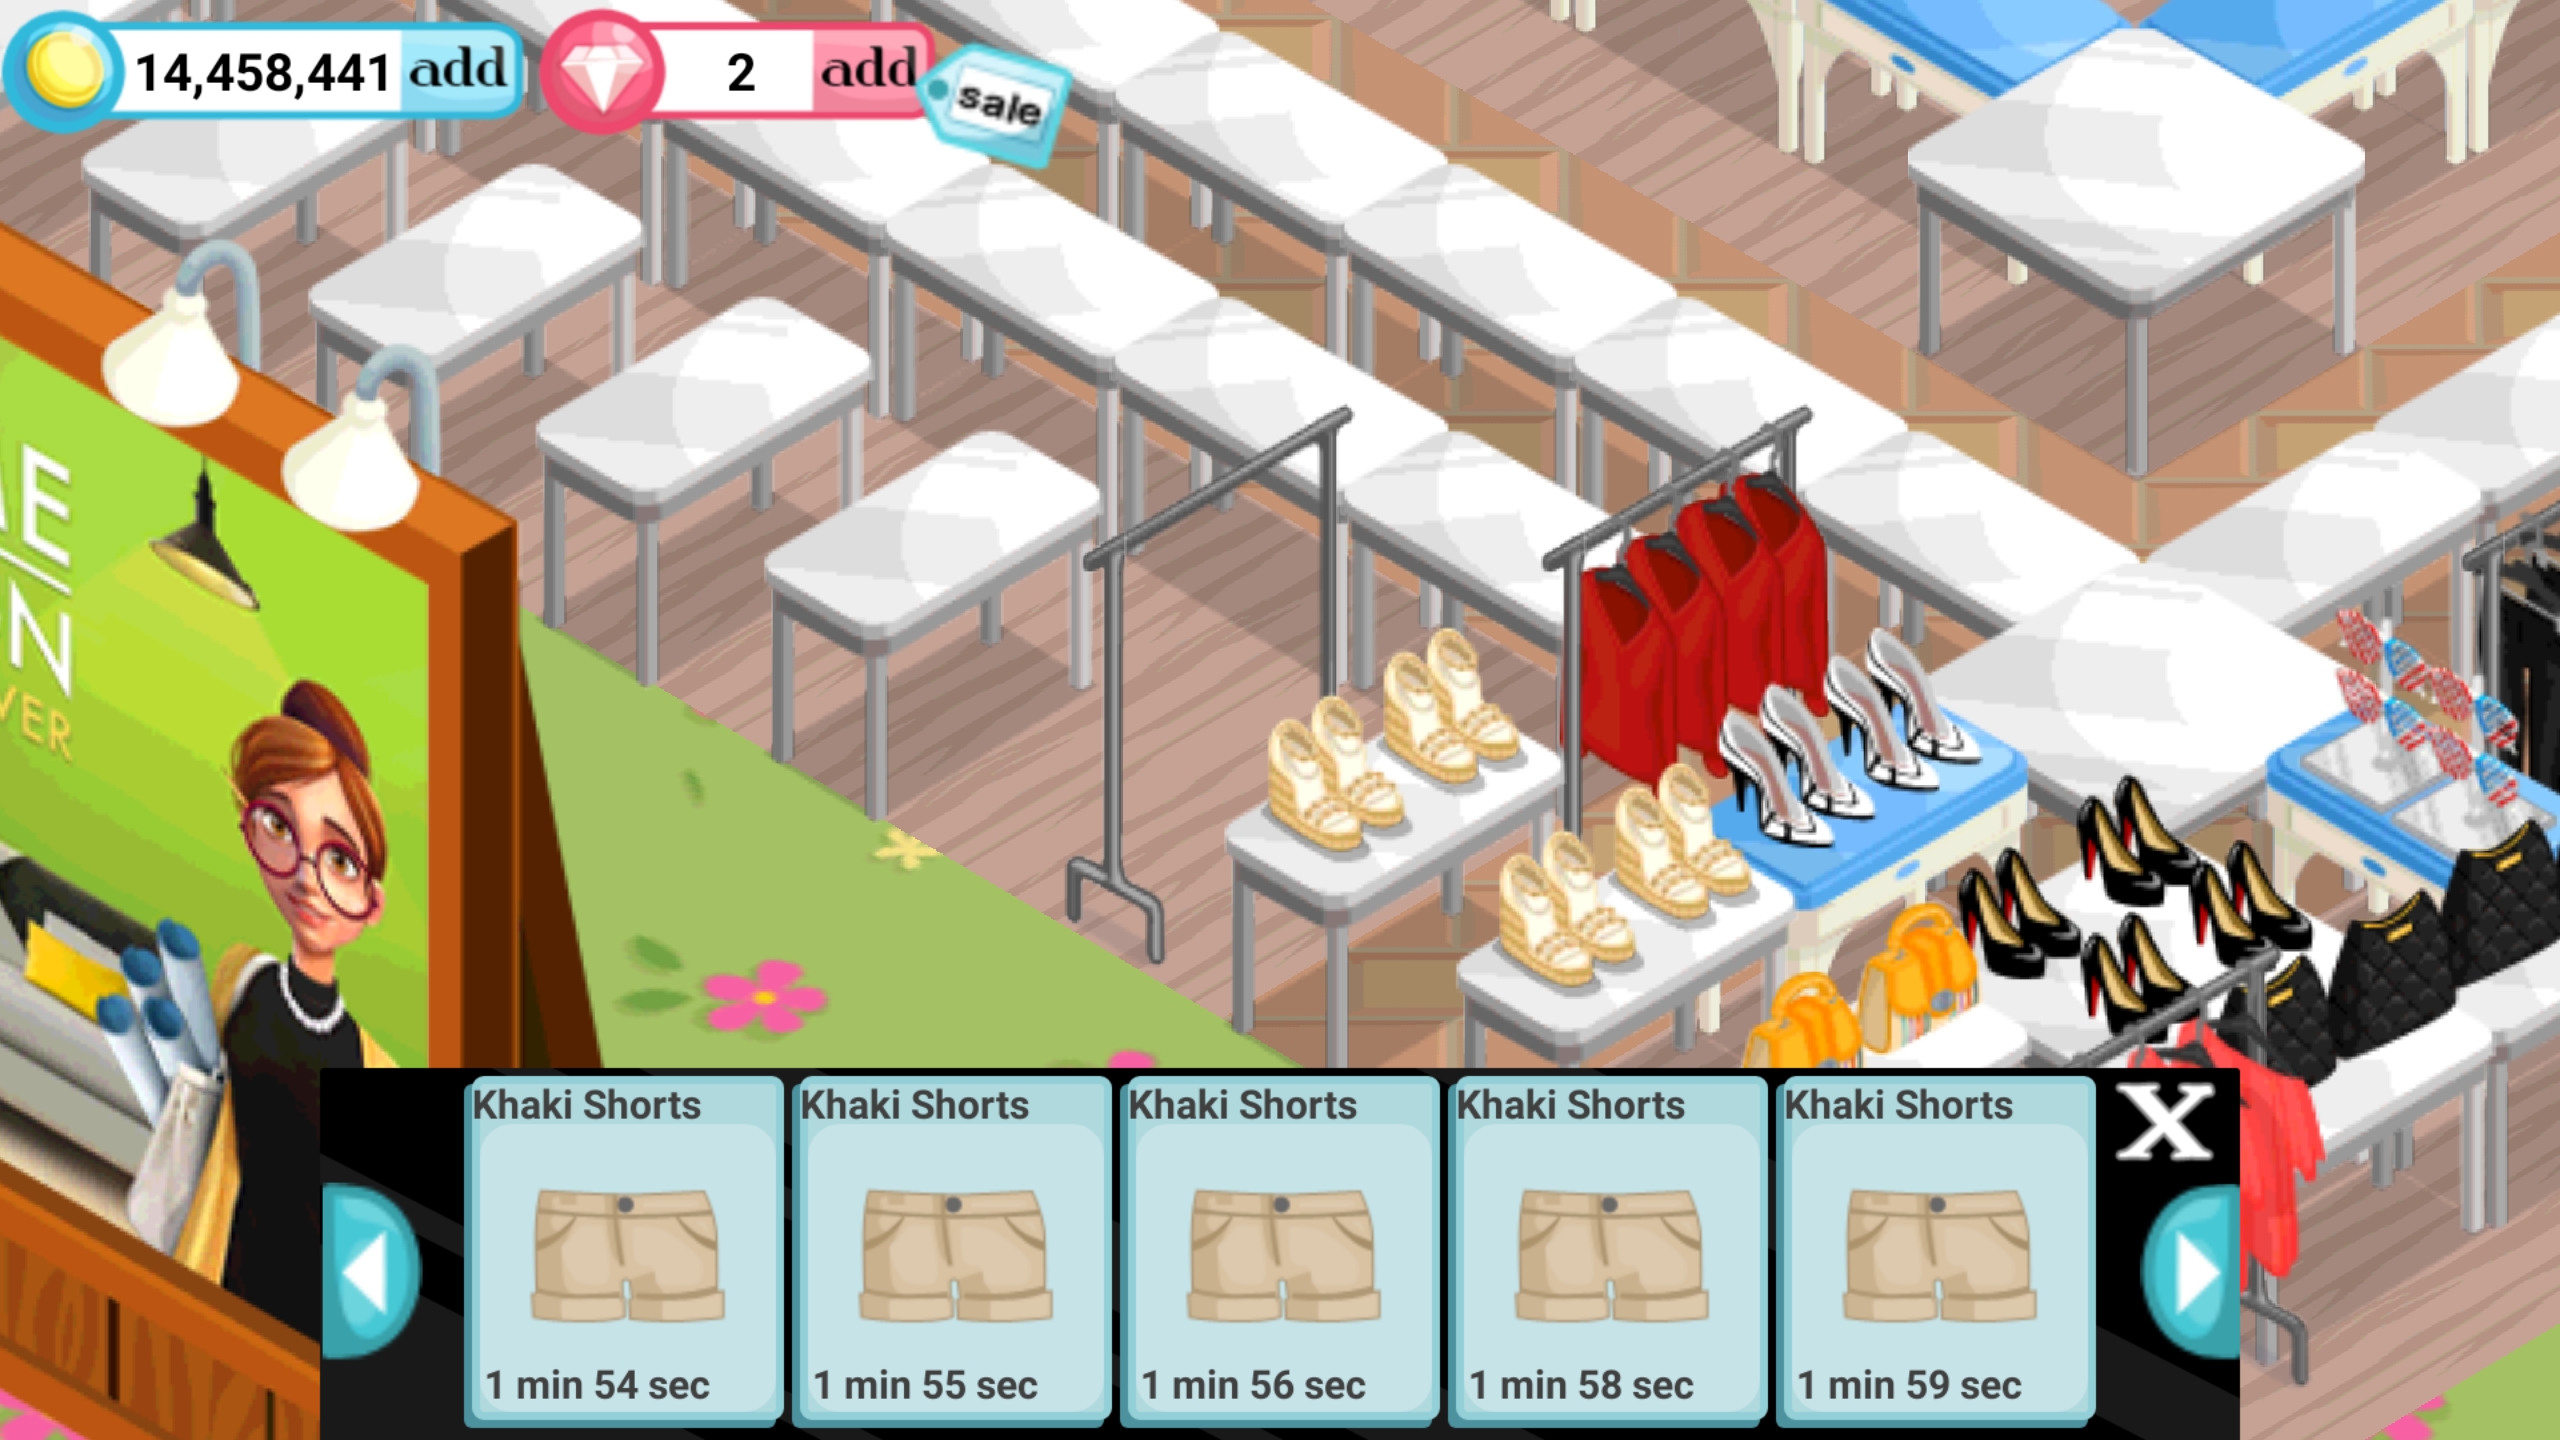 14,458,441 add
2 add
sale
VER
Khaki Shorts
1 min 54 sec
Khaki Shorts
1 min 55 sec
Khaki Shorts
1 min 56 sec
Khaki Shorts
1 min 58 sec
Khaki Shorts
1 min 59 sec
X